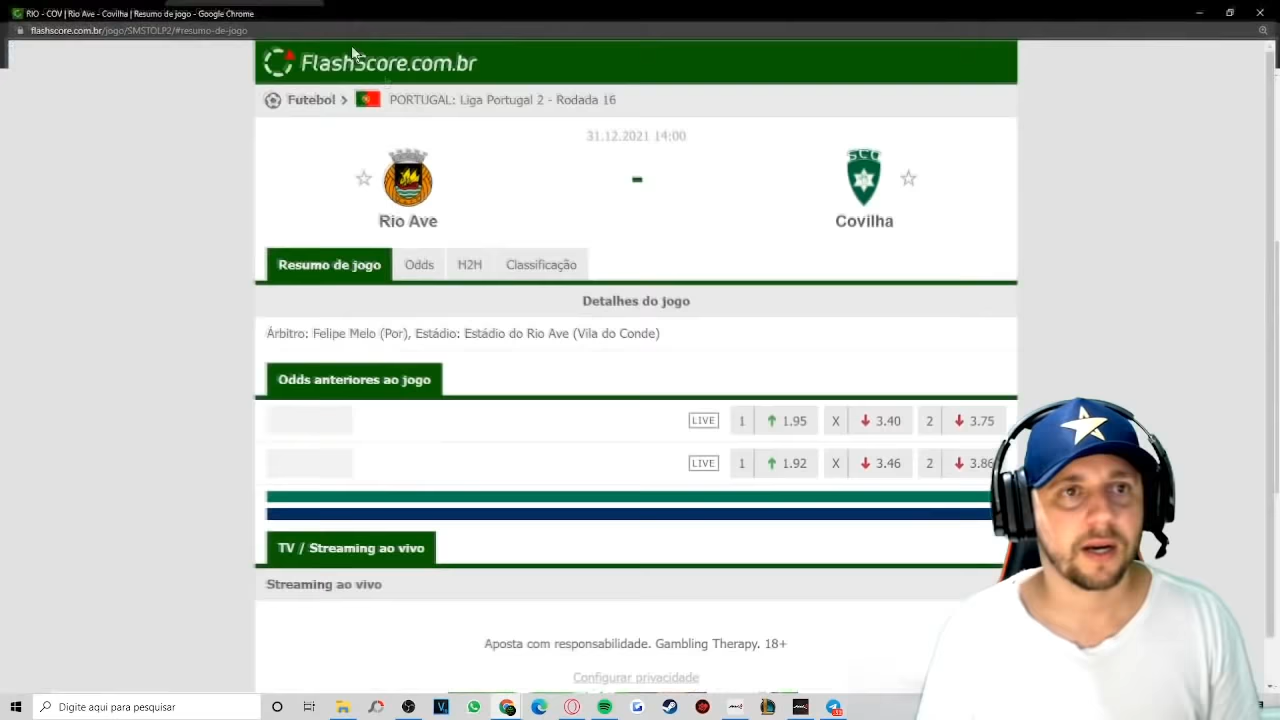 RIO - COV | Rio Ave - Covilha | Resumo de jogo - Google Chrome
flashscore.com.br/jogo/SMSTOLP2/#resumo-de-jogo
FlashScore.com.br
Futebol > PORTUGAL: Liga Portugal 2 - Rodada 16
31.12.2021 14:00
SCC
-
Rio Ave
Covilha
Resumo de jogo Odds H2H Classificação
Detalhes do jogo
Árbitro: Felipe Melo (Por), Estádio: Estádio do Rio Ave (Vila do Conde)
Odds anteriores ao jogo
LIVE 1 1.95 X 3.40 2 3.75
LIVE 1 1.92 X 3.46 2 3.86
TV / Streaming ao vivo
Streaming ao vivo
Aposta com responsabilidade. Gambling Therapy. 18+
Configurar privacidade
Digite aqui para pesquisar